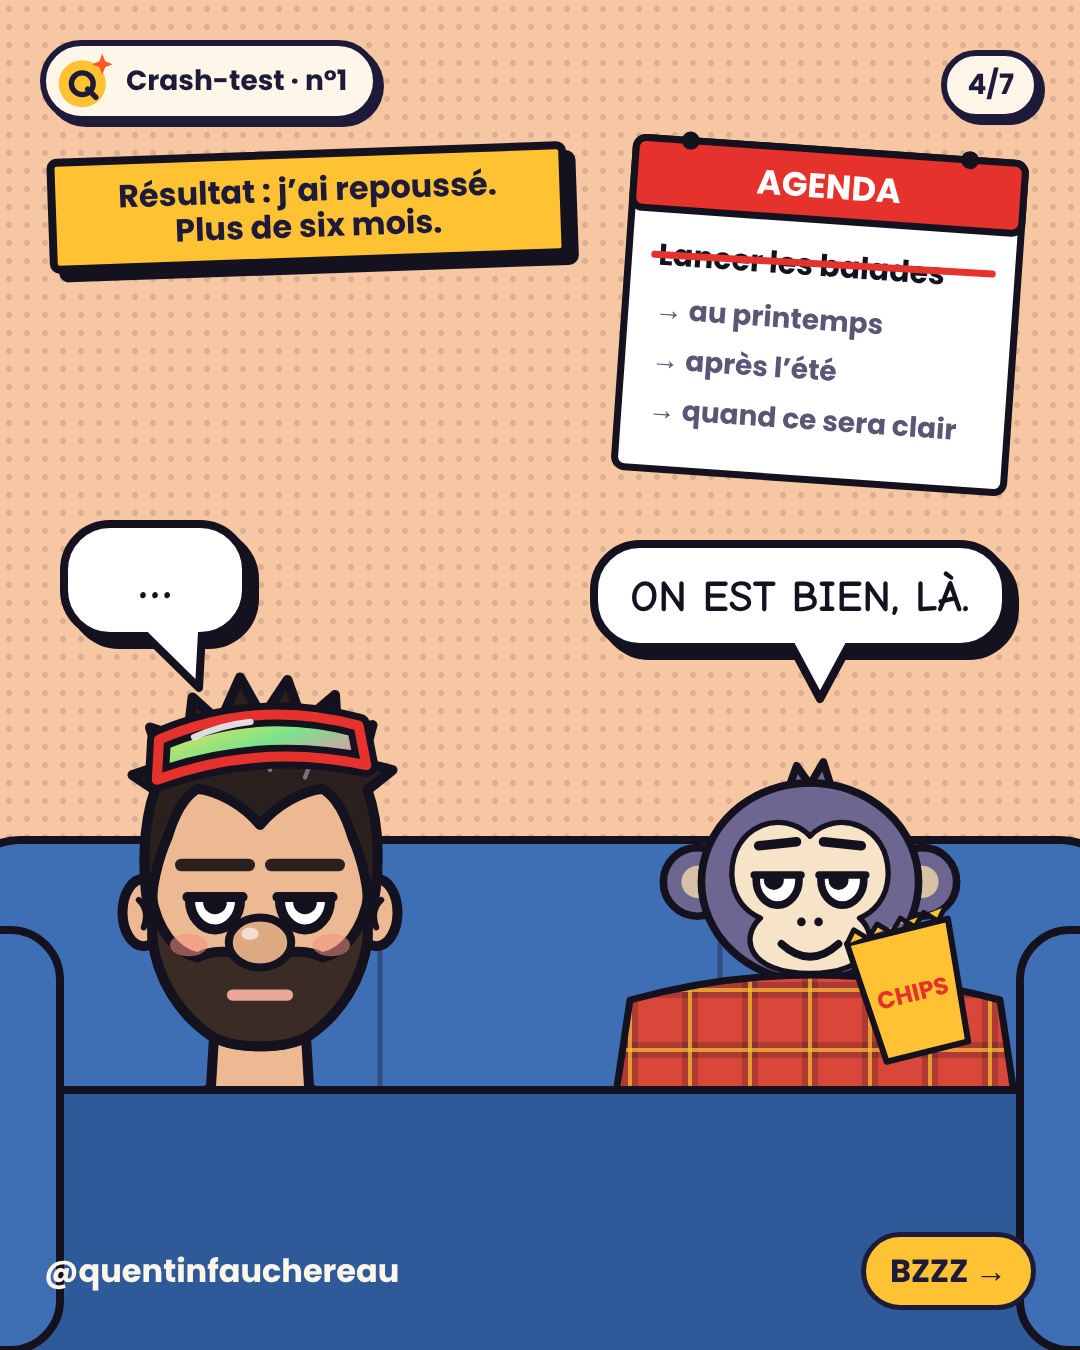 Q Crash-test · n°1
4/7
Résultat : j’ai repoussé.
Plus de six mois.
AGENDA
Lancer les balades
→ au printemps
→ après l’été
→ quand ce sera clair
...
ON EST BIEN, LÀ.
CHIPS
@quentinfauchereau
BZZZ →